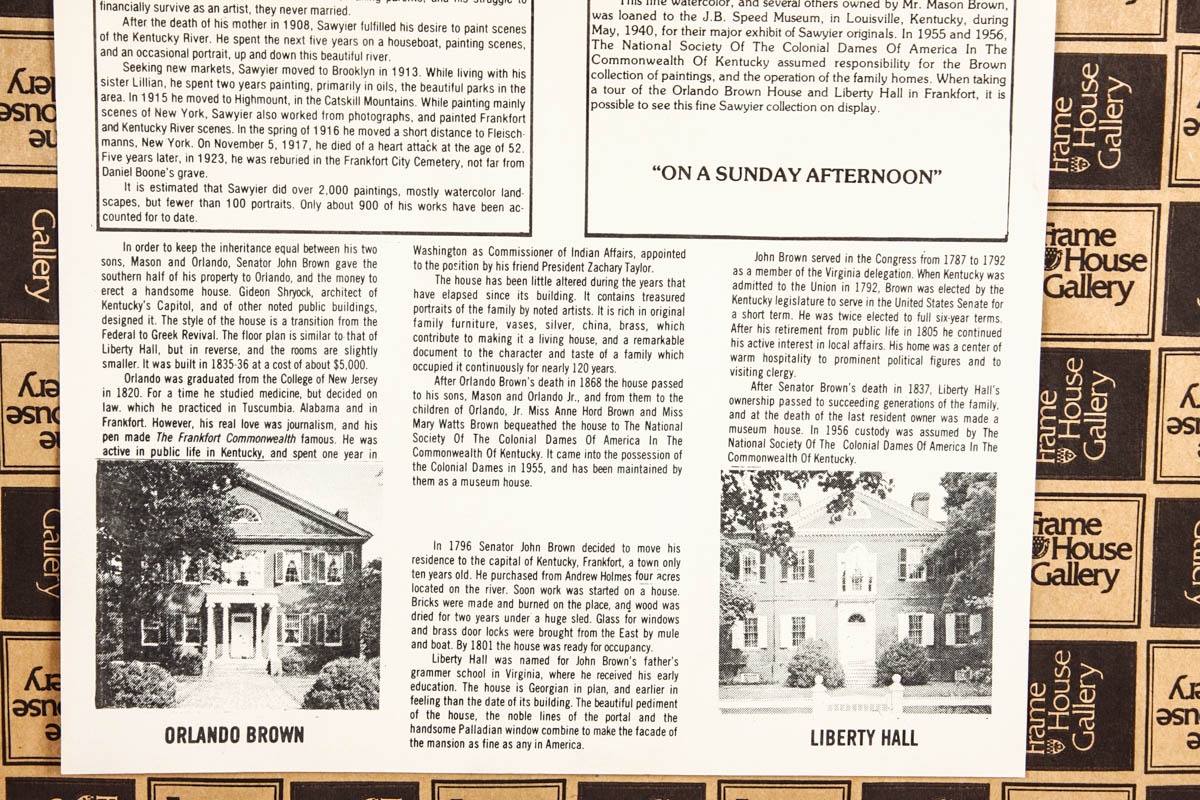 financially survive as an artist, they never married.
After the death of his mother in 1908, Sawyier fulfilled his desire to paint scenes
of the Kentucky River. He spent the next five years on a houseboat, painting scenes,
and an occasional portrait, up and down this beautiful river.
Seeking new markets, Sawyier moved to Brooklyn in 1913. While living with his
sister Lillian, he spent two years painting, primarily in oils, the beautiful parks in the
area. In 1915 he moved to Highmount, in the Catskill Mountains. While painting mainly
scenes of New York, Sawyier also worked from photographs, and painted Frankfort
and Kentucky River scenes. In the spring of 1916 he moved a short distance to Fleisch-
manns, New York. On November 5, 1917, he died of a heart attack at the age of 52.
Five years later, in 1923, he was reburied in the Frankfort City Cemetery, not far from
Daniel Boone's grave.
It is estimated that Sawyier did over 2,000 paintings, mostly watercolor land-
scapes, but fewer than 100 portraits. Only about 900 of his works have been ac-
counted for to date.
This fine watercolor, and several others owned by Mr. Mason Brown,
was loaned to the J.B. Speed Museum, in Louisville, Kentucky, during
May, 1940, for their major exhibit of Sawyier originals. In 1955 and 1956,
The National Society Of The Colonial Dames Of America In The
Commonwealth Of Kentucky assumed responsibility for the Brown
collection of paintings, and the operation of the family homes. When taking
a tour of the Orlando Brown House and Liberty Hall in Frankfort, it is
possible to see this fine Sawyier collection on display.
"ON A SUNDAY AFTERNOON"
In order to keep the inheritance equal between his two
sons, Mason and Orlando, Senator John Brown gave the
southern half of his property to Orlando, and the money to
erect a handsome house. Gideon Shryock, architect of
Kentucky's Capitol, and of other noted public buildings,
designed it. The style of the house is a transition from the
Federal to Greek Revival. The floor plan is similar to that of
Liberty Hall, but in reverse, and the rooms are slightly
smaller. It was built in 1835-36 at a cost of about $5,000.
Orlando was graduated from the College of New Jersey
in 1820. For a time he studied medicine, but decided on
law. which he practiced in Tuscumbia. Alabama and in
Frankfort. However, his real love was journalism, and his
pen made The Frankfort Commonwealth famous. He was
active in public life in Kentucky, and spent one year in
Washington as Commissioner of Indian Affairs, appointed
to the position by his friend President Zachary Taylor.
The house has been little altered during the years that
have elapsed since its building. It contains treasured
portraits of the family by noted artists. It is rich in original
family furniture, vases, silver, china, brass, which
contribute to making it a living house, and a remarkable
document to the character and taste of a family which
occupied it continuously for nearly 120 years.
After Orlando Brown's death in 1868 the house passed
to his sons, Mason and Orlando Jr., and from them to the
children of Orlando, Jr. Miss Anne Hord Brown and Miss
Mary Watts Brown bequeathed the house to The National
Society Of The Colonial Dames Of America In The
Commonwealth Of Kentucky. It came into the possession of
the Colonial Dames in 1955, and has been maintained by
them as a museum house.
In 1796 Senator John Brown decided to move his
residence to the capital of Kentucky, Frankfort, a town only
ten years old. He purchased from Andrew Holmes four acres
located on the river. Soon work was started on a house.
Bricks were made and burned on the place, and wood was
dried for two years under a huge sled. Glass for windows
and brass door locks were brought from the East by mule
and boat. By 1801 the house was ready for occupancy.
Liberty Hall was named for John Brown's father's
grammer school in Virginia, where he received his early
education. The house is Georgian in plan, and earlier in
feeling than the date of its building. The beautiful pediment
of the house, the noble lines of the portal and the
handsome Palladian window combine to make the facade of
the mansion as fine as any in America.
John Brown served in the Congress from 1787 to 1792
as a member of the Virginia delegation. When Kentucky was
admitted to the Union in 1792, Brown was elected by the
Kentucky legislature to serve in the United States Senate for
a short term. He was twice elected to full six-year terms.
After his retirement from public life in 1805 he continued
his active interest in local affairs. His home was a center of
warm hospitality to prominent political figures and to
visiting clergy.
After Senator Brown's death in 1837, Liberty Hall's
ownership passed to succeeding generations of the family,
and at the death of the last resident owner was made a
museum house. In 1956 custody was assumed by The
National Society Of The Colonial Dames Of America In The
Commonwealth Of Kentucky.
ORLANDO BROWN
LIBERTY HALL
Frame
House
Gallery
Frame
House
Gallery
Frame
House
Gallery
Frame
House
Gallery
Frame
House
Gallery
Gallery
Gallery